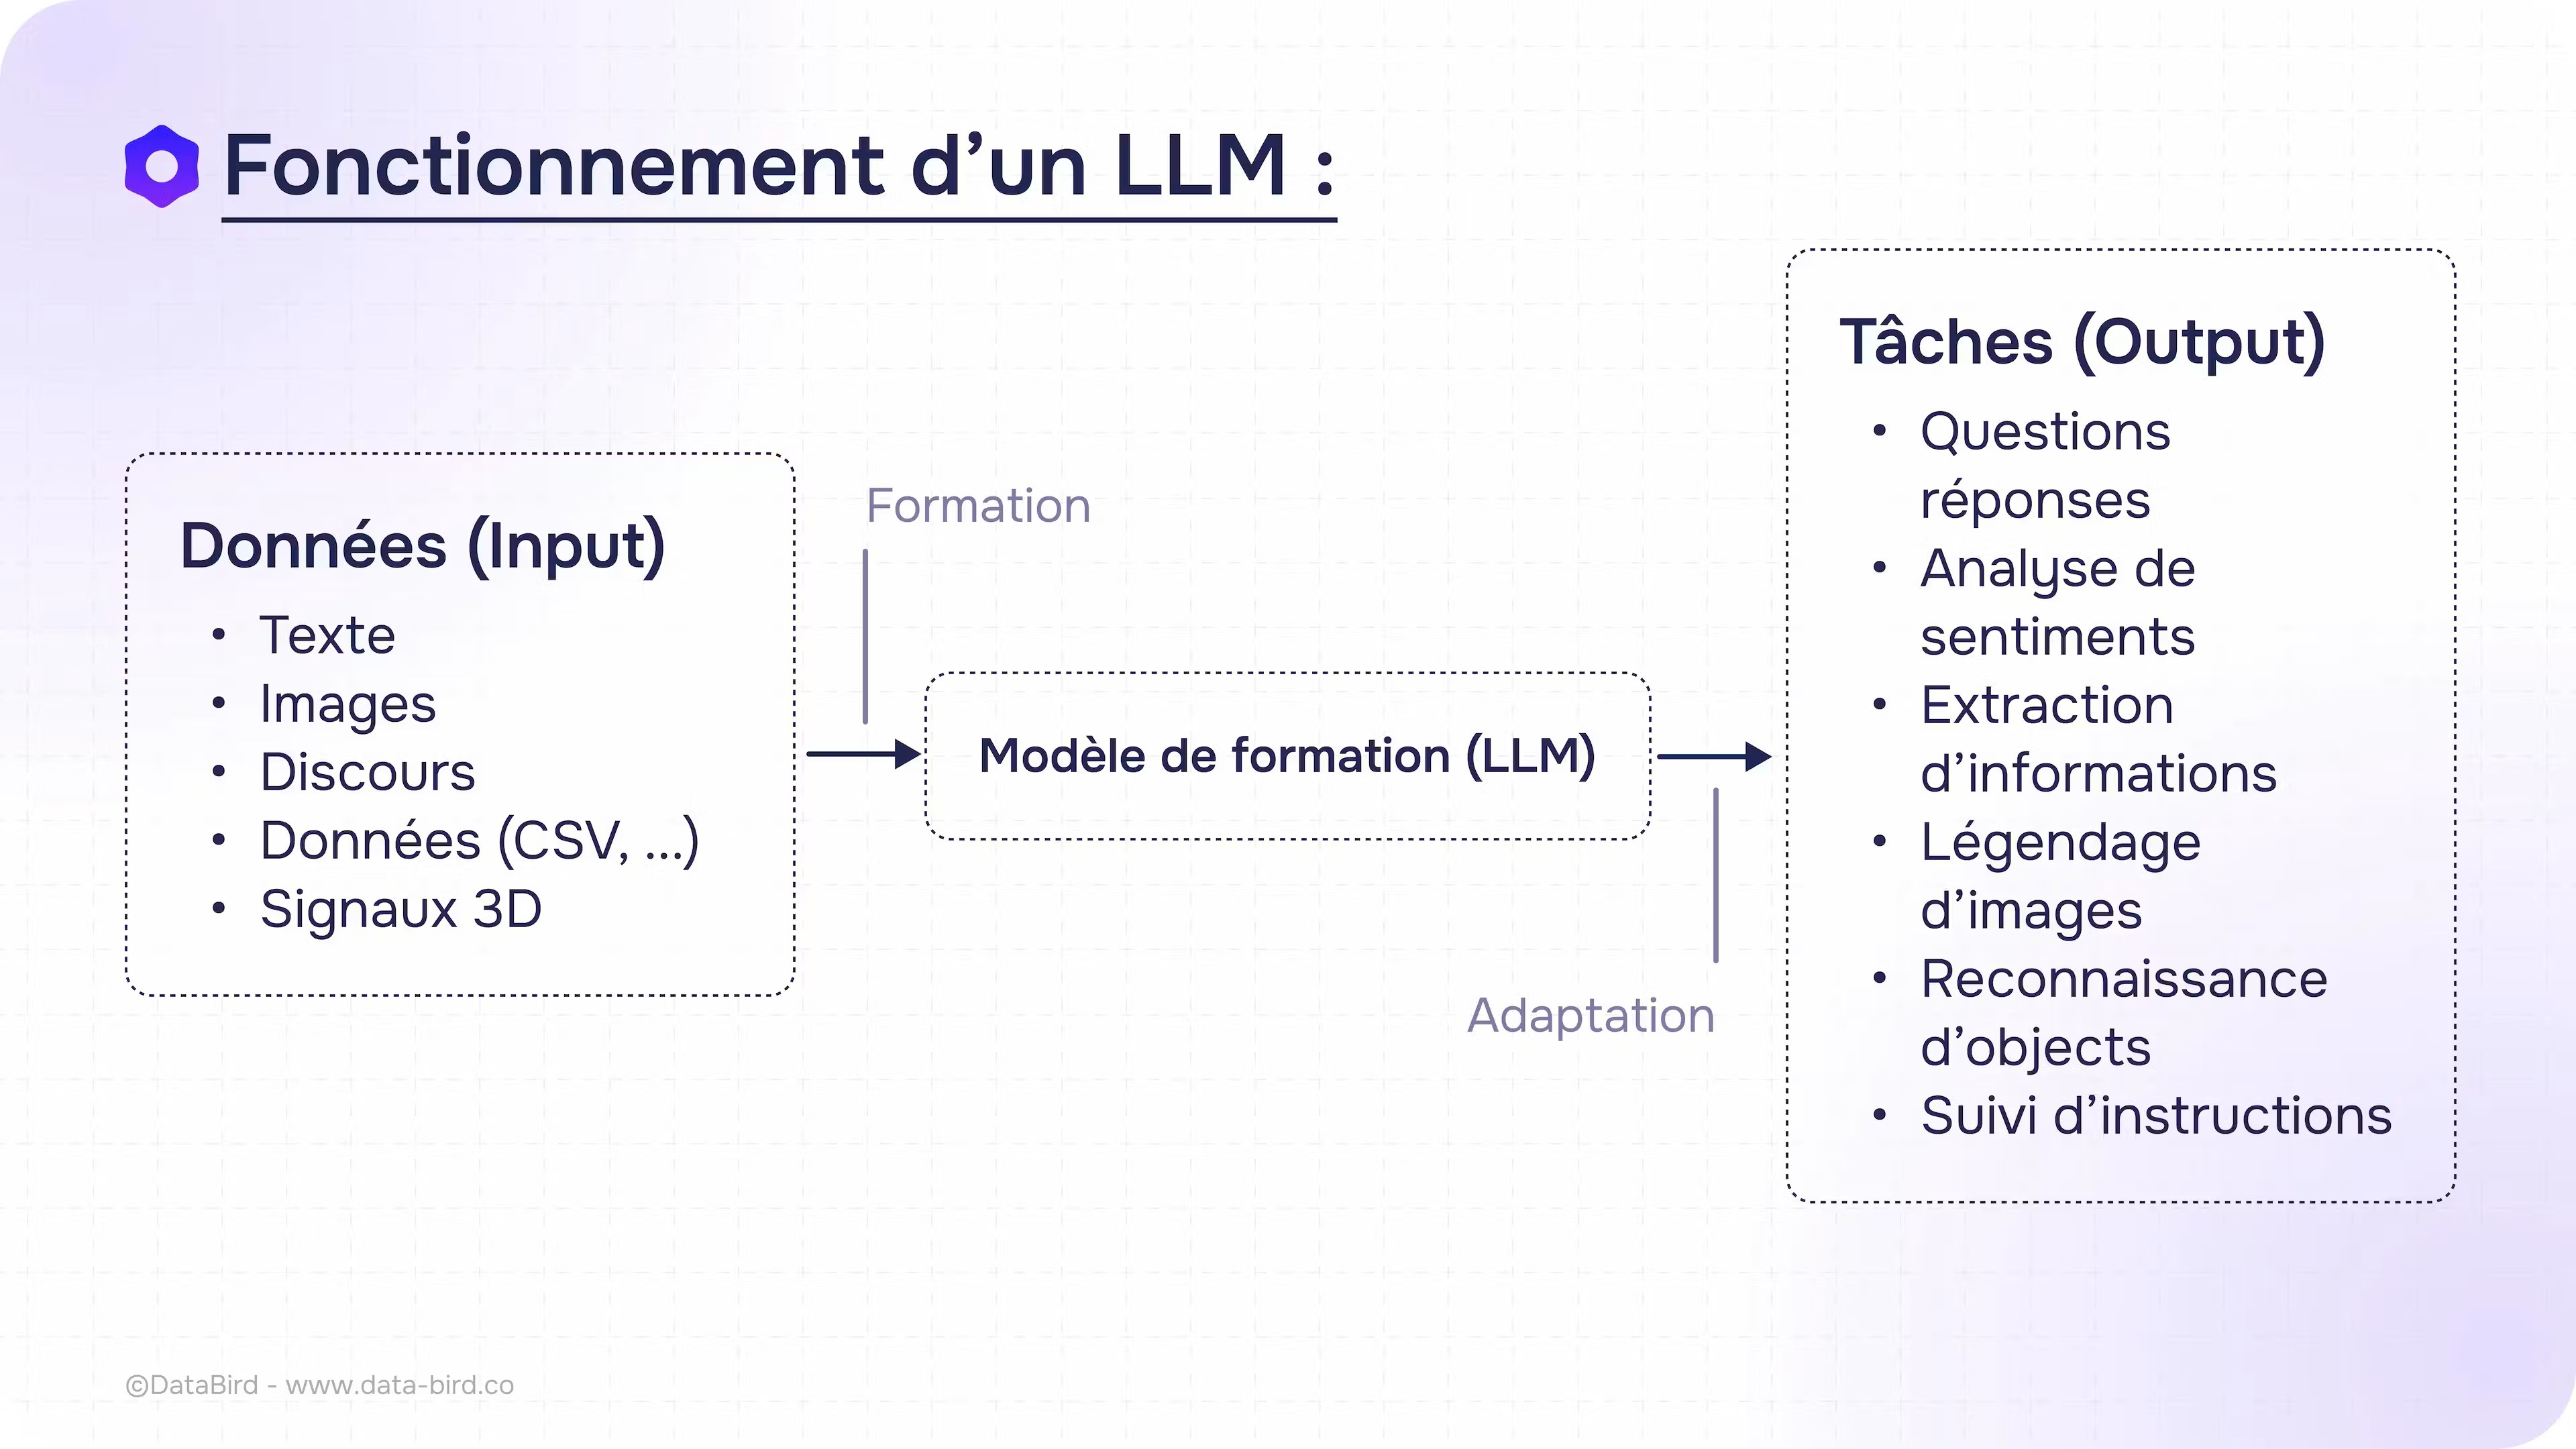 Fonctionnement d’un LLM :
Données (Input)
• Texte
• Images
• Discours
• Données (CSV, ...)
• Signaux 3D
Formation
Modèle de formation (LLM)
Adaptation
Tâches (Output)
• Questions
réponses
• Analyse de
sentiments
• Extraction
d’informations
• Légendage
d’images
• Reconnaissance
d’objects
• Suivi d’instructions
©DataBird - www.data-bird.co